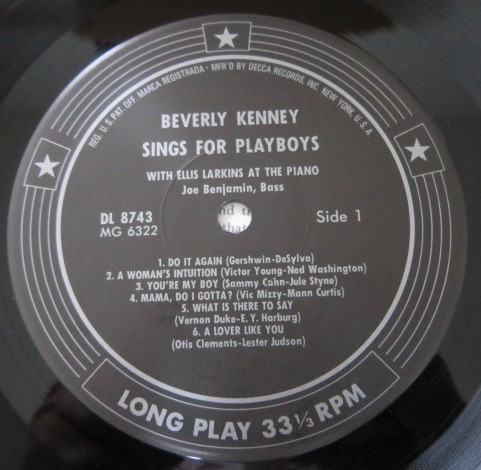 REG. U.S. PAT. OFF. MARCA REGISTRADA · MFR'D BY DECCA RECORDS, INC. NEW YORK, U.S.A.
BEVERLY KENNEY
SINGS FOR PLAYBOYS
WITH ELLIS LARKINS AT THE PIANO
Joe Benjamin, Bass
DL 8743
MG 6322
Side 1
that
1. DO IT AGAIN (Gershwin-DeSylva)
2. A WOMAN'S INTUITION (Victor Young-Ned Washington)
3. YOU'RE MY BOY (Sammy Cahn-Jule Styne)
4. MAMA, DO I GOTTA? (Vic Mizzy-Mann Curtis)
5. WHAT IS THERE TO SAY
(Vernon Duke-E. Y. Harburg)
6. A LOVER LIKE YOU
(Otis Clements-Lester Judson)
LONG PLAY 33 1/3 RPM